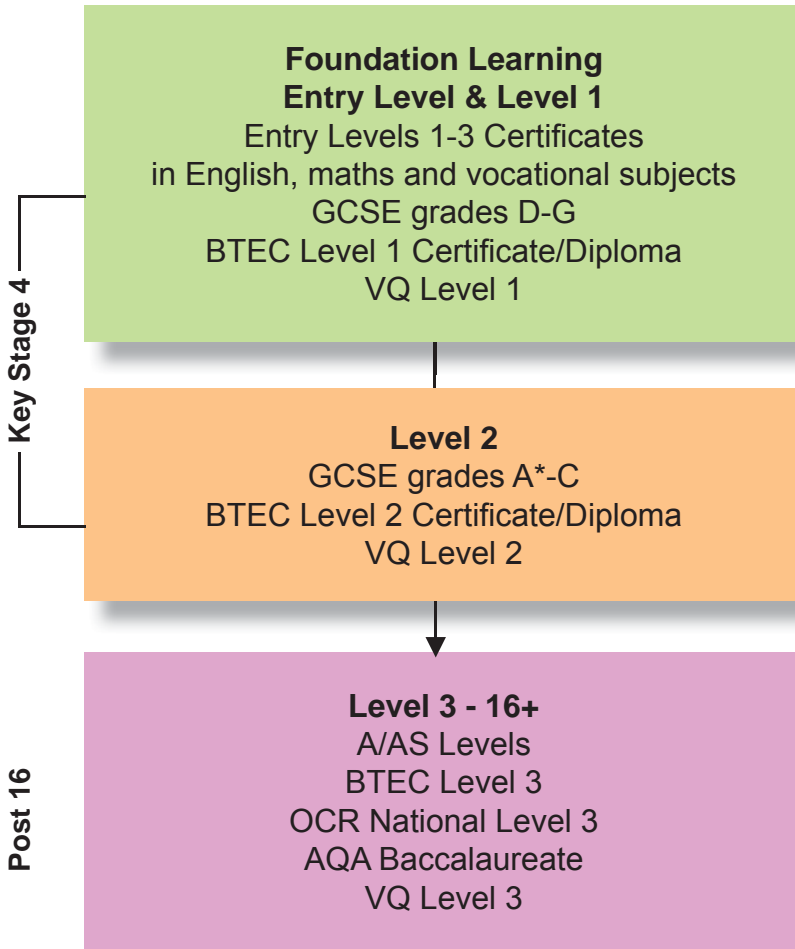 Foundation Learning
Entry Level & Level 1
Entry Levels 1-3 Certificates
in English, maths and vocational subjects
GCSE grades D-G
BTEC Level 1 Certificate/Diploma
VQ Level 1
Key Stage 4
Level 2
GCSE grades A*-C
BTEC Level 2 Certificate/Diploma
VQ Level 2
Level 3 - 16+
A/AS Levels
BTEC Level 3
OCR National Level 3
AQA Baccalaureate
VQ Level 3
Post 16